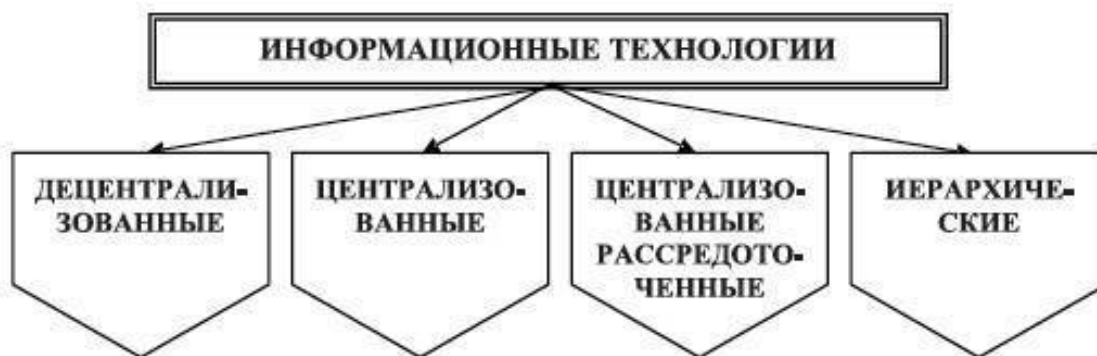 ИНФОРМАЦИОННЫЕ ТЕХНОЛОГИИ
ДЕЦЕНТРАЛИ-
ЗОВАННЫЕ
ЦЕНТРАЛИЗО-
ВАННЫЕ
ЦЕНТРАЛИЗО-
ВАННЫЕ
РАССРЕДОТО-
ЧЕННЫЕ
ИЕРАРХИЧЕ-
СКИЕ